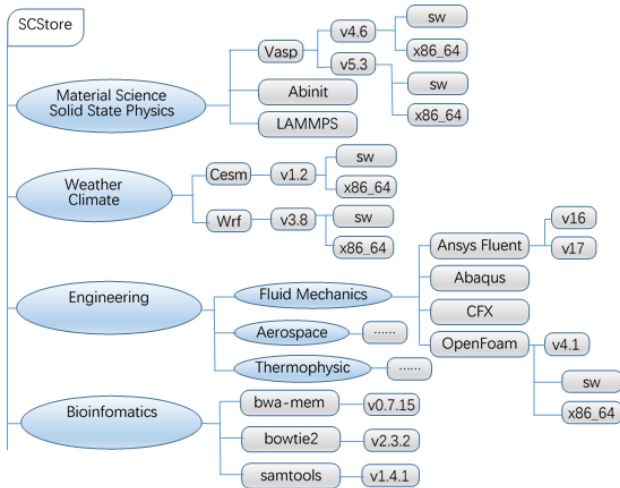 SCStore
Material Science
Solid State Physics
Vasp
v4.6
sw
x86_64
v5.3
sw
x86_64
Abinit
LAMMPS
Weather
Climate
Cesm
v1.2
sw
x86_64
Wrf
v3.8
sw
x86_64
Engineering
Fluid Mechanics
Ansys Fluent
v16
v17
Abaqus
CFX
OpenFoam
v4.1
sw
x86_64
Aerospace
......
Thermophysic
......
Bioinfomatics
bwa-mem
v0.7.15
bowtie2
v2.3.2
samtools
v1.4.1